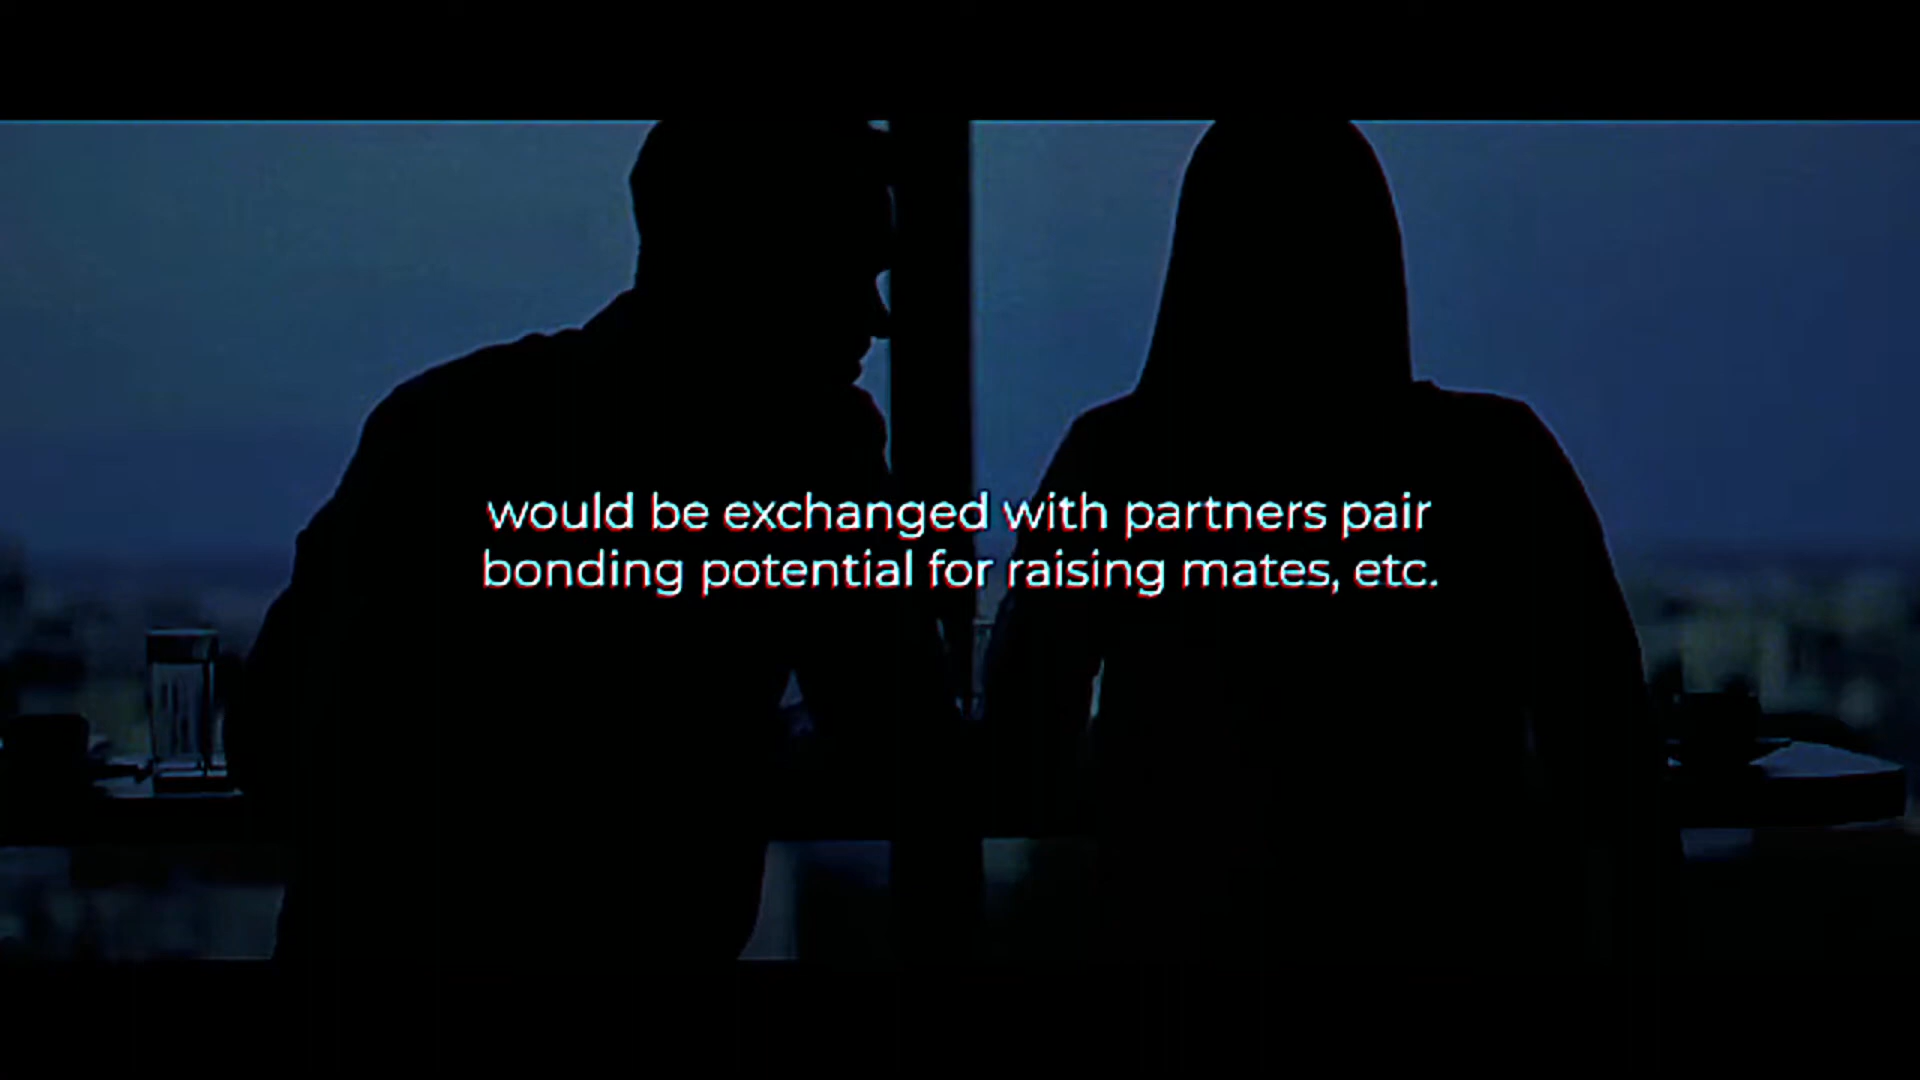 would be exchanged with partners pair
bonding potential for raising mates, etc.